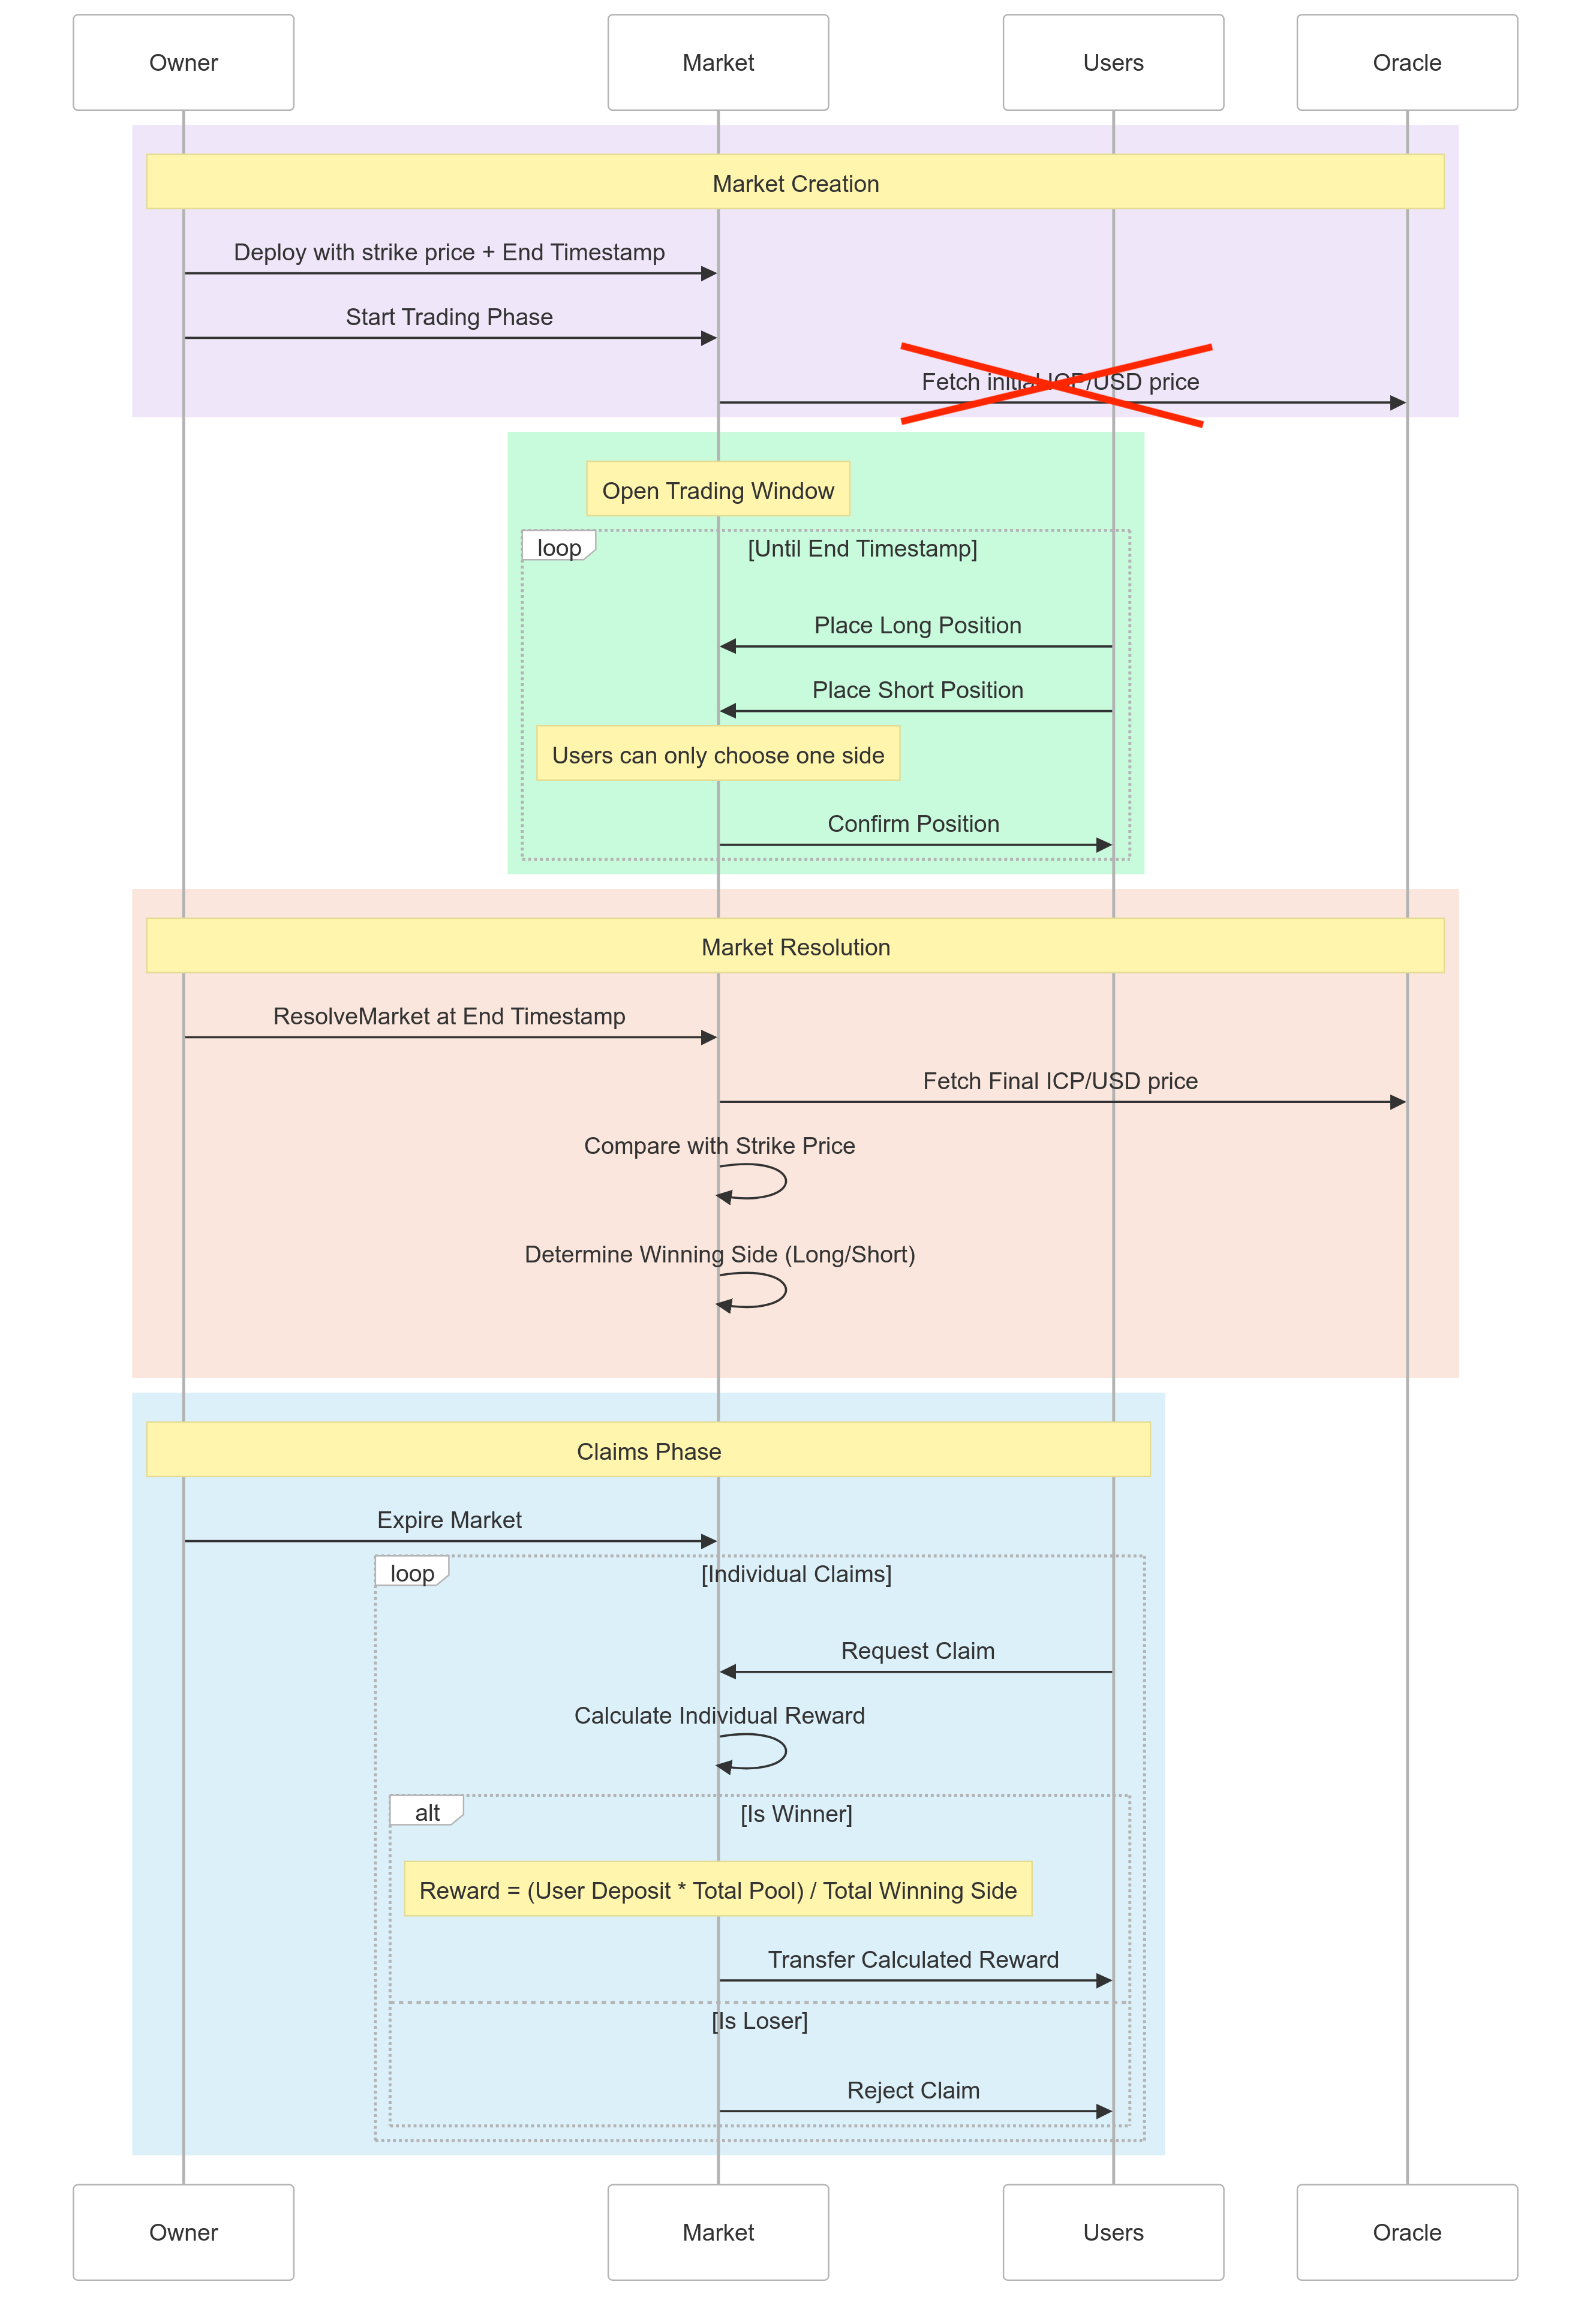 Owner
Market
Users
Oracle
Market Creation
Deploy with strike price + End Timestamp
Start Trading Phase
Fetch initial ICP/USD price
Open Trading Window
loop
[Until End Timestamp]
Place Long Position
Place Short Position
Users can only choose one side
Confirm Position
Market Resolution
ResolveMarket at End Timestamp
Fetch Final ICP/USD price
Compare with Strike Price
Determine Winning Side (Long/Short)
Claims Phase
Expire Market
loop
[Individual Claims]
Request Claim
Calculate Individual Reward
alt
[Is Winner]
Reward = (User Deposit * Total Pool) / Total Winning Side
Transfer Calculated Reward
[Is Loser]
Reject Claim
Owner
Market
Users
Oracle